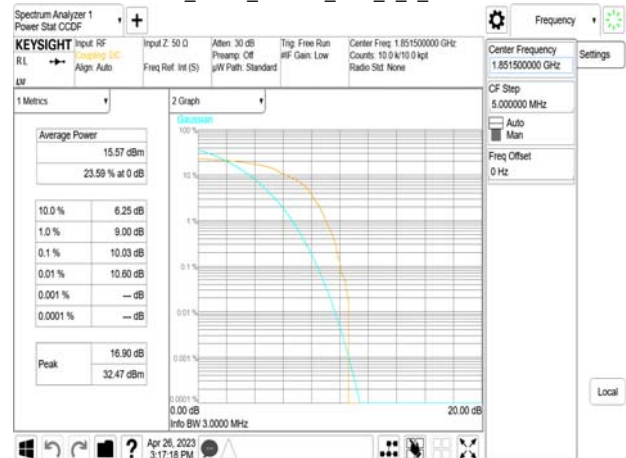 Spectrum Analyzer 1
Power Stat CCDF
Frequency
KEYSIGHT
RL
Input: RF
Coupling: DC
Align: Auto
Input Z: 50 Ω
Freq Ref: Int (S)
Atten: 30 dB
Preamp: Off
µW Path: Standard
Trig: Free Run
#IF Gain: Low
Center Freq: 1.851500000 GHz
Counts: 10.0 k/10.0 kpt
Radio Std: None
Center Frequency
1.851500000 GHz
Settings
CF Step
5.000000 MHz
Auto
Man
Freq Offset
0 Hz
Local
1 Metrics
Average Power
15.57 dBm
23.59 % at 0 dB
10.0 % 6.25 dB
1.0 % 9.00 dB
0.1 % 10.03 dB
0.01 % 10.60 dB
0.001 % --- dB
0.0001 % --- dB
Peak
16.90 dB
32.47 dBm
2 Graph
Gaussian
100 %
10 %
1 %
0.1 %
0.01 %
0.001 %
0.0001 %
0.00 dB 20.00 dB
Info BW 3.0000 MHz
Apr 26, 2023
3:17:18 PM